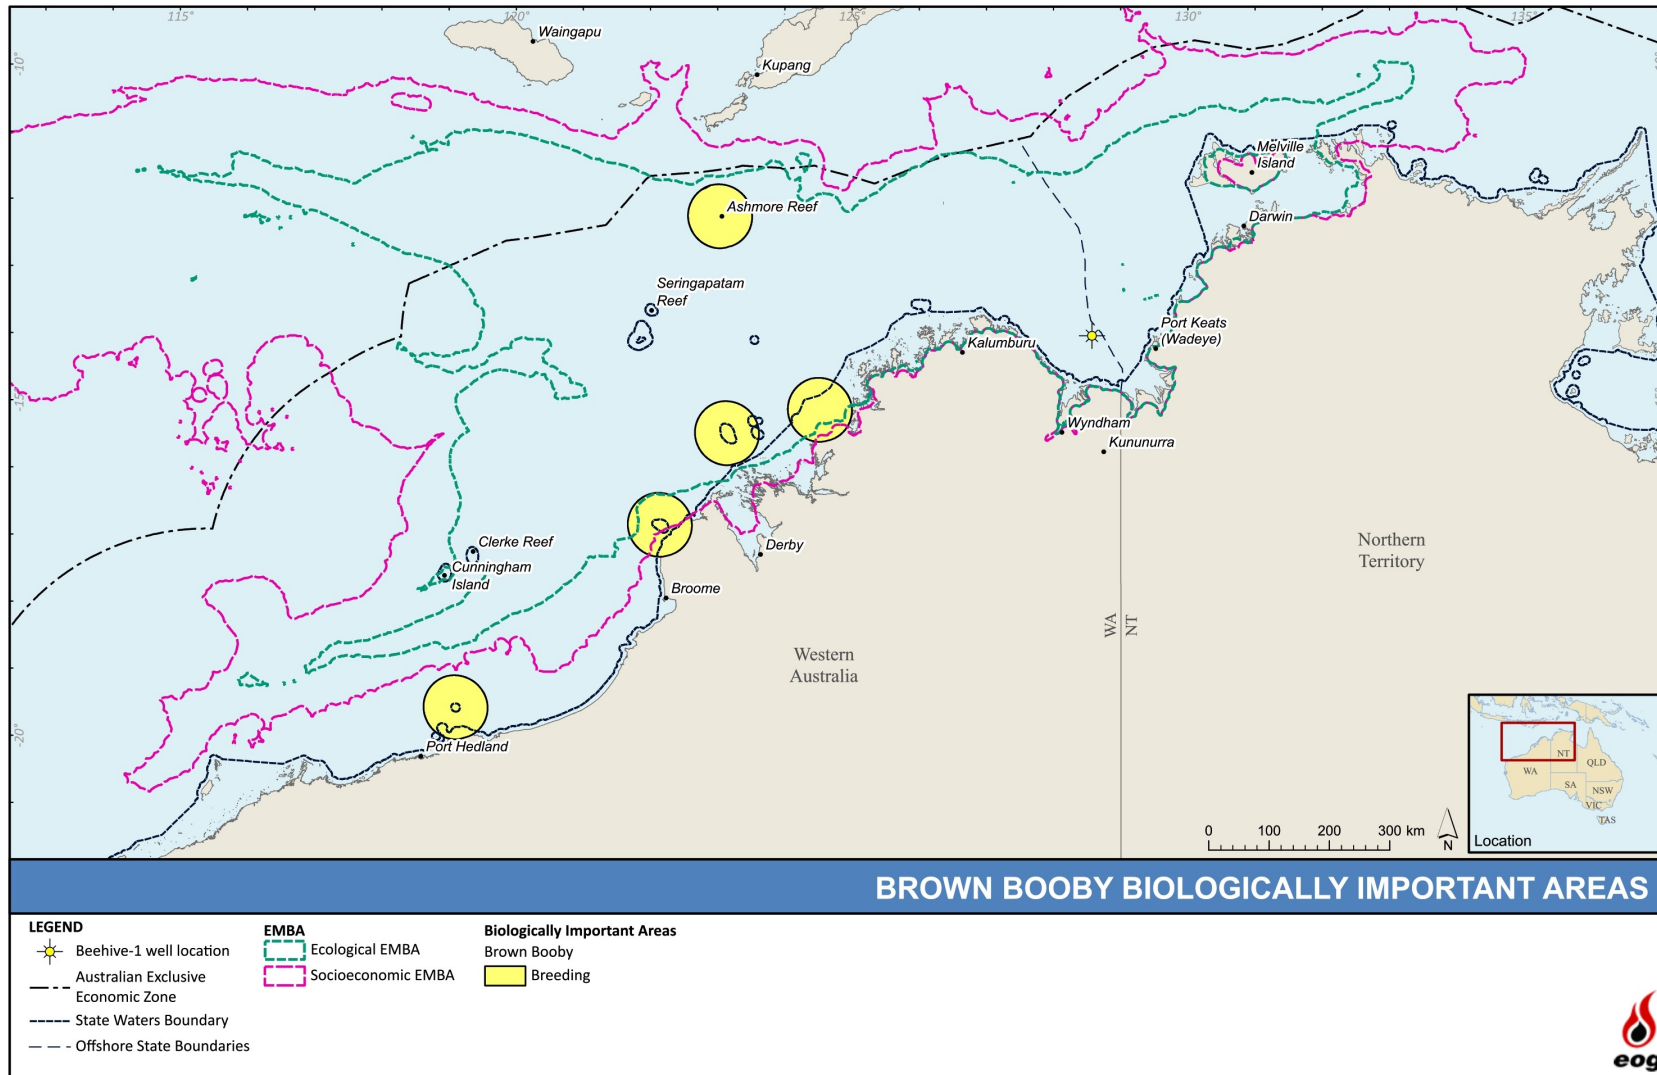 115°
120°
125°
130°
135°
-10°
-15°
-20°
Waingapu
Kupang
Melville
Island
Ashmore Reef
Darwin
Seringapatam
Reef
Port Keats
(Wadeye)
Kalumburu
Wyndham
Kununurra
Clerke Reef
Cunningham
Island
Derby
Broome
Northern
Territory
WA
NT
Western
Australia
Port Hedland
0 100 200 300 km
N
NT
QLD
WA
SA
NSW
VIC
TAS
Location
BROWN BOOBY BIOLOGICALLY IMPORTANT AREAS
LEGEND
Beehive-1 well location
Australian Exclusive
Economic Zone
State Waters Boundary
Offshore State Boundaries
EMBA
Ecological EMBA
Socioeconomic EMBA
Biologically Important Areas
Brown Booby
Breeding
eog